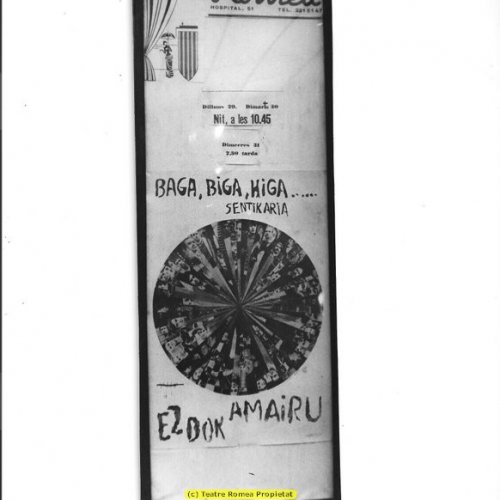 HOSPITAL, 51
Dilluns 29. Dimarts 30
Nit, a les 10.45
Dimecres 31
7,30 tarda
BAGA, BiGA, HiGA......
SENTIKARIA
EZ DOK AMAiRU
(c) Teatre Romea Propietat